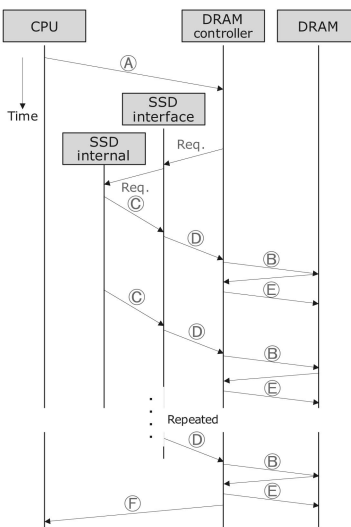 CPU
DRAM
controller
DRAM
Ⓐ
Time
SSD
interface
SSD
internal
Req.
Req.
Ⓒ
Ⓓ
Ⓑ
Ⓔ
Ⓒ
Ⓓ
Ⓑ
Ⓔ
Repeated
Ⓓ
Ⓑ
Ⓔ
Ⓕ